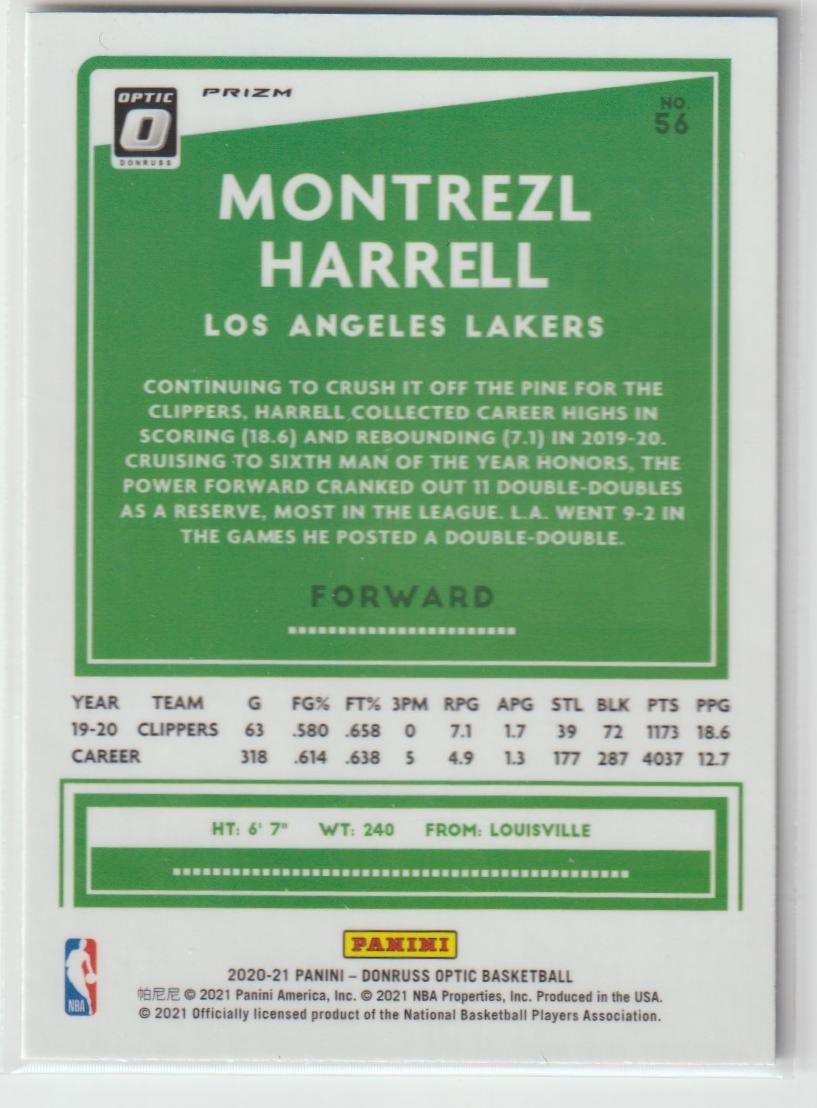 OPTIC
O
DONRUSS
PRIZM
NO.
56
MONTREZL
HARRELL
LOS ANGELES LAKERS
CONTINUING TO CRUSH IT OFF THE PINE FOR THE
CLIPPERS, HARRELL COLLECTED CAREER HIGHS IN
SCORING (18.6) AND REBOUNDING (7.1) IN 2019-20.
CRUISING TO SIXTH MAN OF THE YEAR HONORS, THE
POWER FORWARD CRANKED OUT 11 DOUBLE-DOUBLES
AS A RESERVE, MOST IN THE LEAGUE. L.A. WENT 9-2 IN
THE GAMES HE POSTED A DOUBLE-DOUBLE.
FORWARD
YEAR TEAM G FG% FT% 3PM RPG APG STL BLK PTS PPG
19-20 CLIPPERS 63 .580 .658 0 7.1 1.7 39 72 1173 18.6
CAREER 318 .614 .638 5 4.9 1.3 177 287 4037 12.7
HT: 6' 7" WT: 240 FROM: LOUISVILLE
PANINI
NBA
2020-21 PANINI – DONRUSS OPTIC BASKETBALL
帕尼尼 © 2021 Panini America, Inc. © 2021 NBA Properties, Inc. Produced in the USA.
© 2021 Officially licensed product of the National Basketball Players Association.